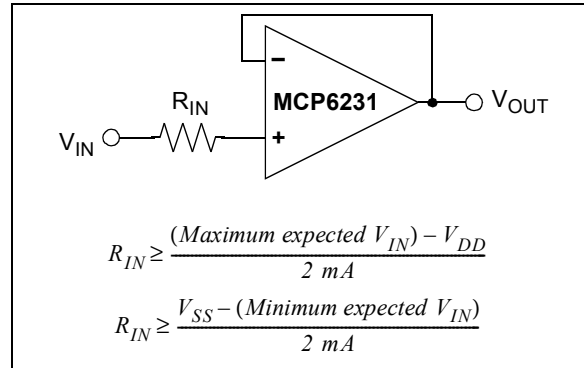 −
MCP6231
+
R_IN
V_IN
V_OUT
R_IN ≥ (Maximum expected V_IN) − V_DD
2 mA
R_IN ≥ V_SS − (Minimum expected V_IN)
2 mA